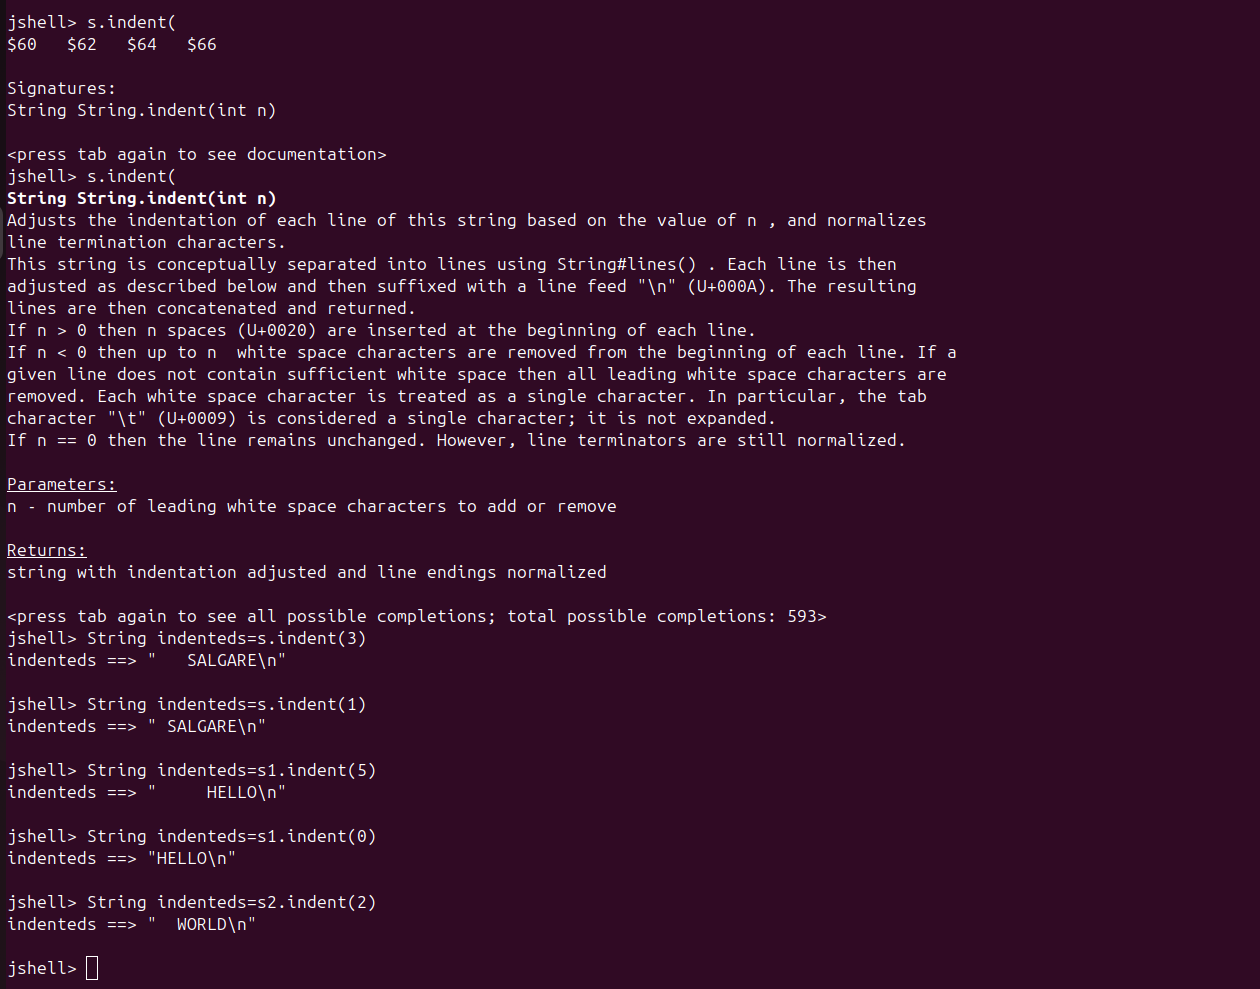 jshell> s.indent(
$60   $62   $64   $66
Signatures:
String String.indent(int n)
<press tab again to see documentation>
jshell> s.indent(
String String.indent(int n)
Adjusts the indentation of each line of this string based on the value of n , and normalizes
line termination characters.
This string is conceptually separated into lines using String#lines() . Each line is then
adjusted as described below and then suffixed with a line feed "\n" (U+000A). The resulting
lines are then concatenated and returned.
If n > 0 then n spaces (U+0020) are inserted at the beginning of each line.
If n < 0 then up to n  white space characters are removed from the beginning of each line. If a
given line does not contain sufficient white space then all leading white space characters are
removed. Each white space character is treated as a single character. In particular, the tab
character "\t" (U+0009) is considered a single character; it is not expanded.
If n == 0 then the line remains unchanged. However, line terminators are still normalized.
Parameters:
n - number of leading white space characters to add or remove
Returns:
string with indentation adjusted and line endings normalized
<press tab again to see all possible completions; total possible completions: 593>
jshell> String indenteds=s.indent(3)
indenteds ==> "   SALGARE\n"
jshell> String indenteds=s.indent(1)
indenteds ==> " SALGARE\n"
jshell> String indenteds=s1.indent(5)
indenteds ==> "     HELLO\n"
jshell> String indenteds=s1.indent(0)
indenteds ==> "HELLO\n"
jshell> String indenteds=s2.indent(2)
indenteds ==> "  WORLD\n"
jshell>